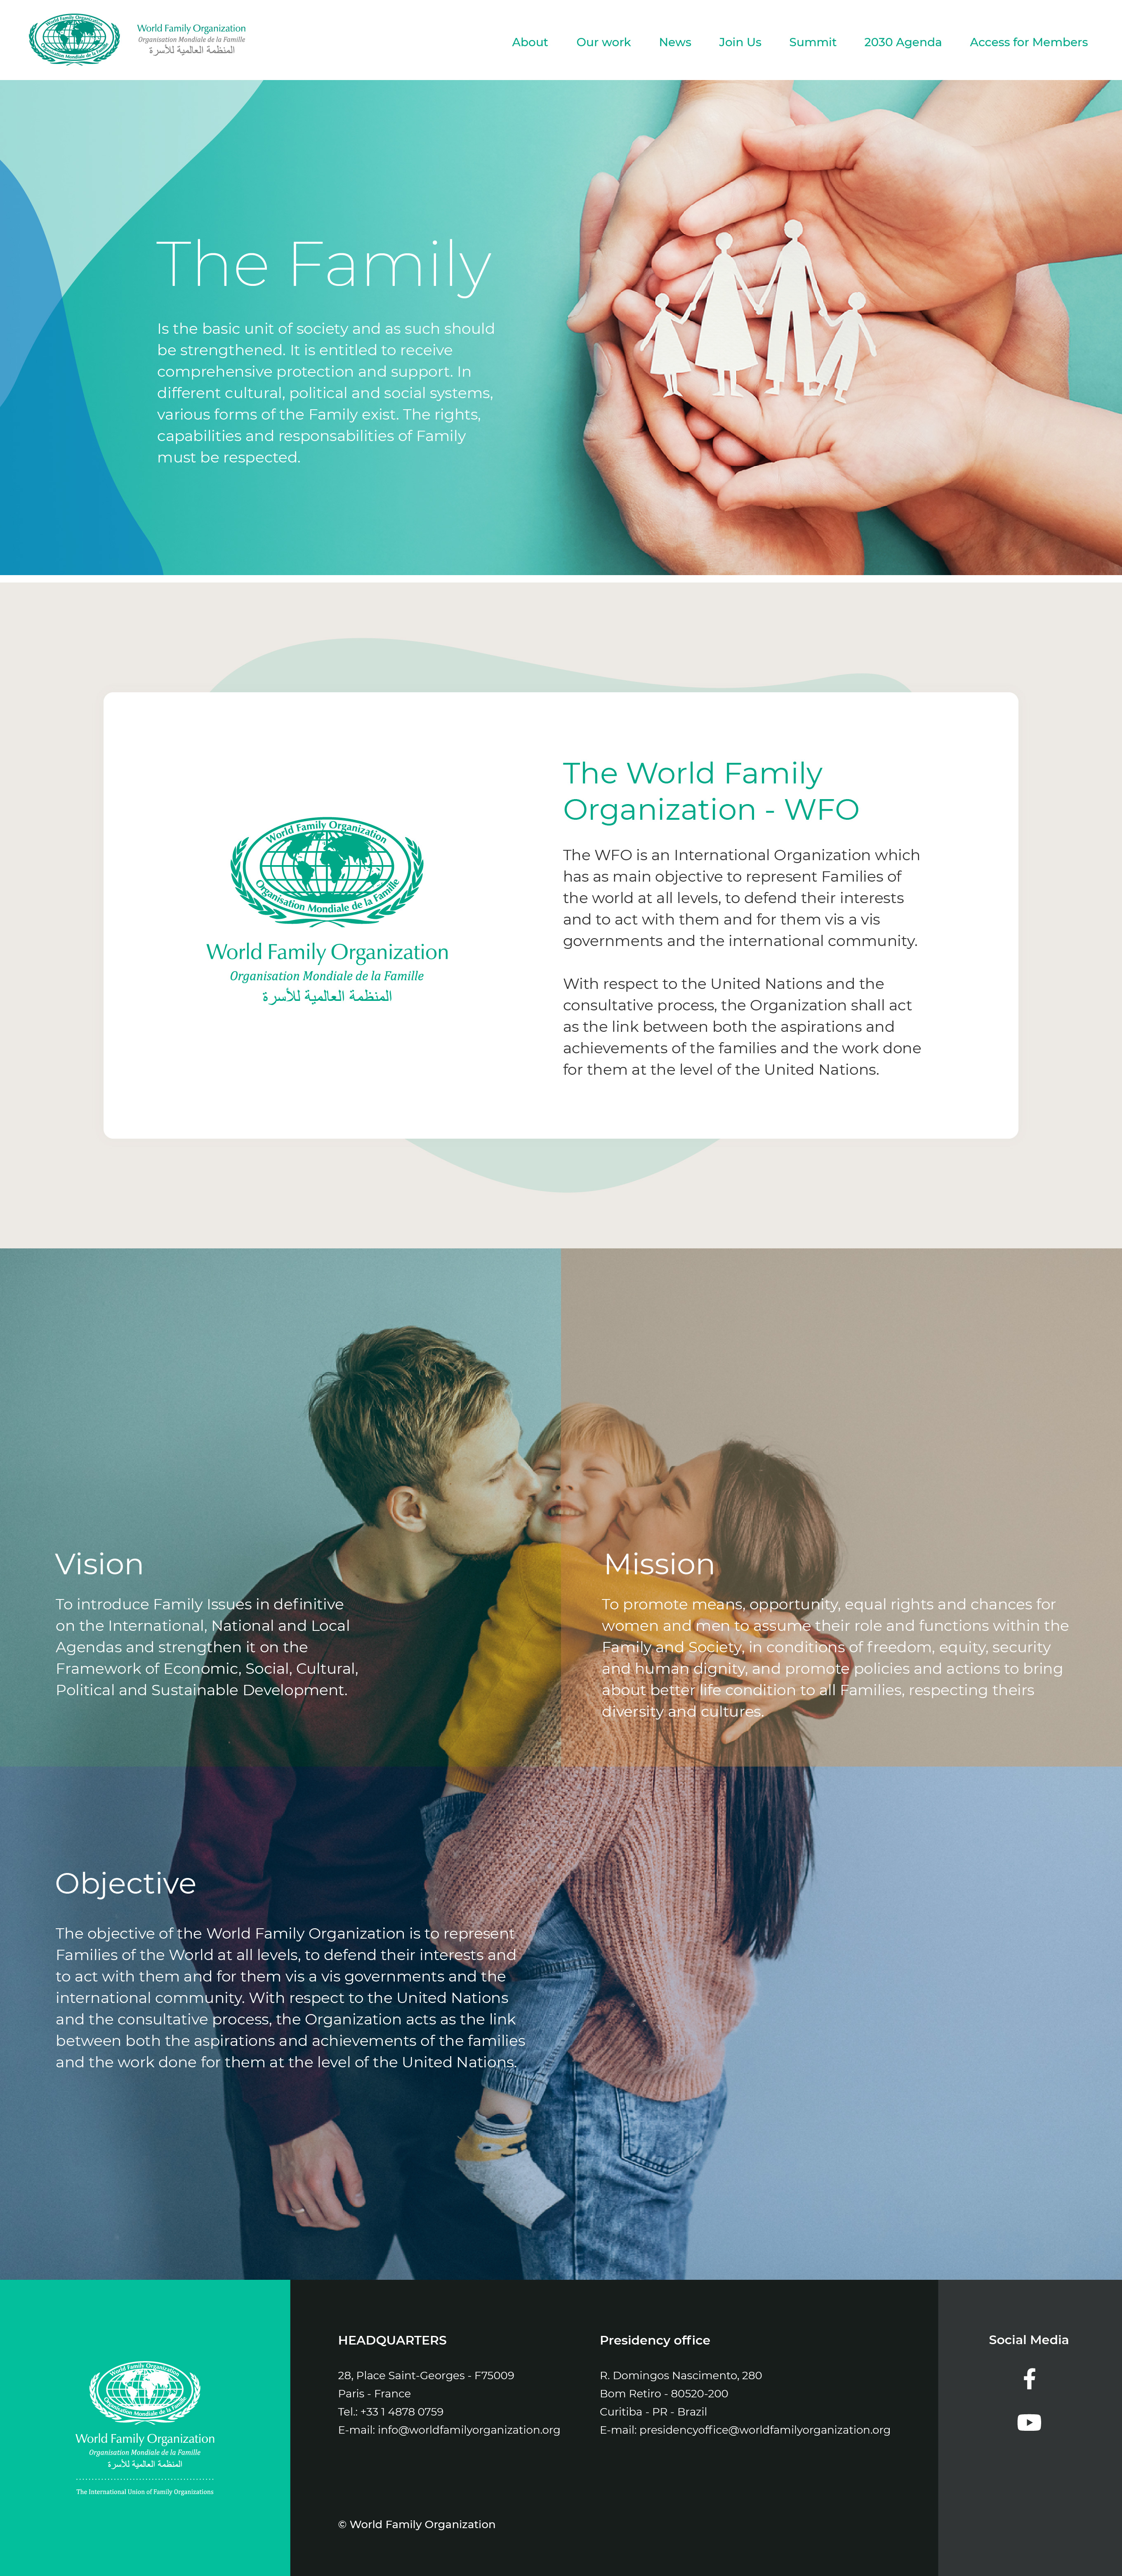 World Family Organization
Organisation Mondiale de la Famille
World Family Organization
Organisation Mondiale de la Famille
المنظمة العالمية للأسرة
About
Our work
News
Join Us
Summit
2030 Agenda
Access for Members
The Family
Is the basic unit of society and as such should
be strengthened. It is entitled to receive
comprehensive protection and support. In
different cultural, political and social systems,
various forms of the Family exist. The rights,
capabilities and responsabilities of Family
must be respected.
World Family Organization
Organisation Mondiale de la Famille
World Family Organization
Organisation Mondiale de la Famille
المنظمة العالمية للأسرة
The World Family
Organization - WFO
The WFO is an International Organization which
has as main objective to represent Families of
the world at all levels, to defend their interests
and to act with them and for them vis a vis
governments and the international community.
With respect to the United Nations and the
consultative process, the Organization shall act
as the link between both the aspirations and
achievements of the families and the work done
for them at the level of the United Nations.
Vision
To introduce Family Issues in definitive
on the International, National and Local
Agendas and strengthen it on the
Framework of Economic, Social, Cultural,
Political and Sustainable Development.
Mission
To promote means, opportunity, equal rights and chances for
women and men to assume their role and functions within the
Family and Society, in conditions of freedom, equity, security
and human dignity, and promote policies and actions to bring
about better life condition to all Families, respecting theirs
diversity and cultures.
Objective
The objective of the World Family Organization is to represent
Families of the World at all levels, to defend their interests and
to act with them and for them vis a vis governments and the
international community. With respect to the United Nations
and the consultative process, the Organization acts as the link
between both the aspirations and achievements of the families
and the work done for them at the level of the United Nations.
World Family Organization
Organisation Mondiale de la Famille
World Family Organization
Organisation Mondiale de la Famille
المنظمة العالمية للأسرة
The International Union of Family Organizations
HEADQUARTERS
28, Place Saint-Georges - F75009
Paris - France
Tel.: +33 1 4878 0759
E-mail: info@worldfamilyorganization.org
Presidency office
R. Domingos Nascimento, 280
Bom Retiro - 80520-200
Curitiba - PR - Brazil
E-mail: presidencyoffice@worldfamilyorganization.org
© World Family Organization
Social Media